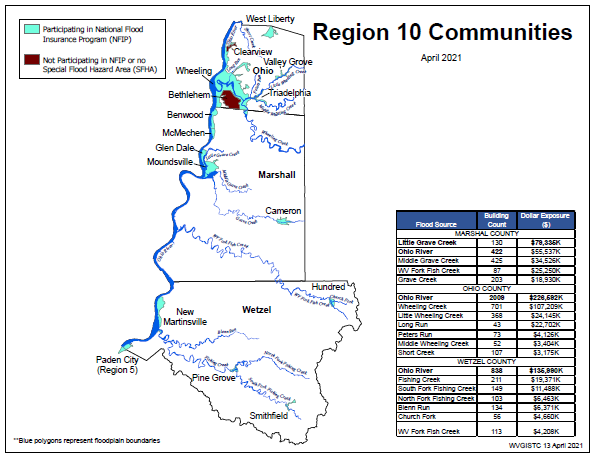 Region 10 Communities
April 2021
Participating in National Flood
Insurance Program (NFIP)
Not Participating in NFIP or no
Special Flood Hazard Area (SFHA)
West Liberty
Clearview
Valley Grove
Ohio
Wheeling
Triadelphia
Bethlehem
Benwood
McMechen
Glen Dale
Moundsville
Marshall
Cameron
Hundred
Wetzel
New
Martinsville
Paden City
(Region 5)
Pine Grove
Smithfield
Flood Source Building Count Dollar Exposure ($)
MARSHAL COUNTY
Little Grave Creek 130 $79,335K
Ohio River 422 $55,537K
Middle Grave Creek 425 $34,526K
WV Fork Fish Creek 87 $25,250K
Grave Creek 203 $18,930K
OHIO COUNTY
Ohio River 2009 $226,592K
Wheeling Creek 701 $107,209K
Little Wheeling Creek 368 $24,145K
Long Run 43 $22,702K
Peters Run 73 $4,126K
Middle Wheeling Creek 52 $3,404K
Short Creek 107 $3,175K
WETZEL COUNTY
Ohio River 838 $135,990K
Fishing Creek 211 $19,371K
South Fork Fishing Creek 149 $11,488K
North Fork Fishing Creek 103 $6,463K
Blenn Run 134 $6,371K
Church Fork 56 $4,660K
WV Fork Fish Creek 113 $4,208K
**Blue polygons represent floodplain boundaries
WVGISTC 13 April 2021